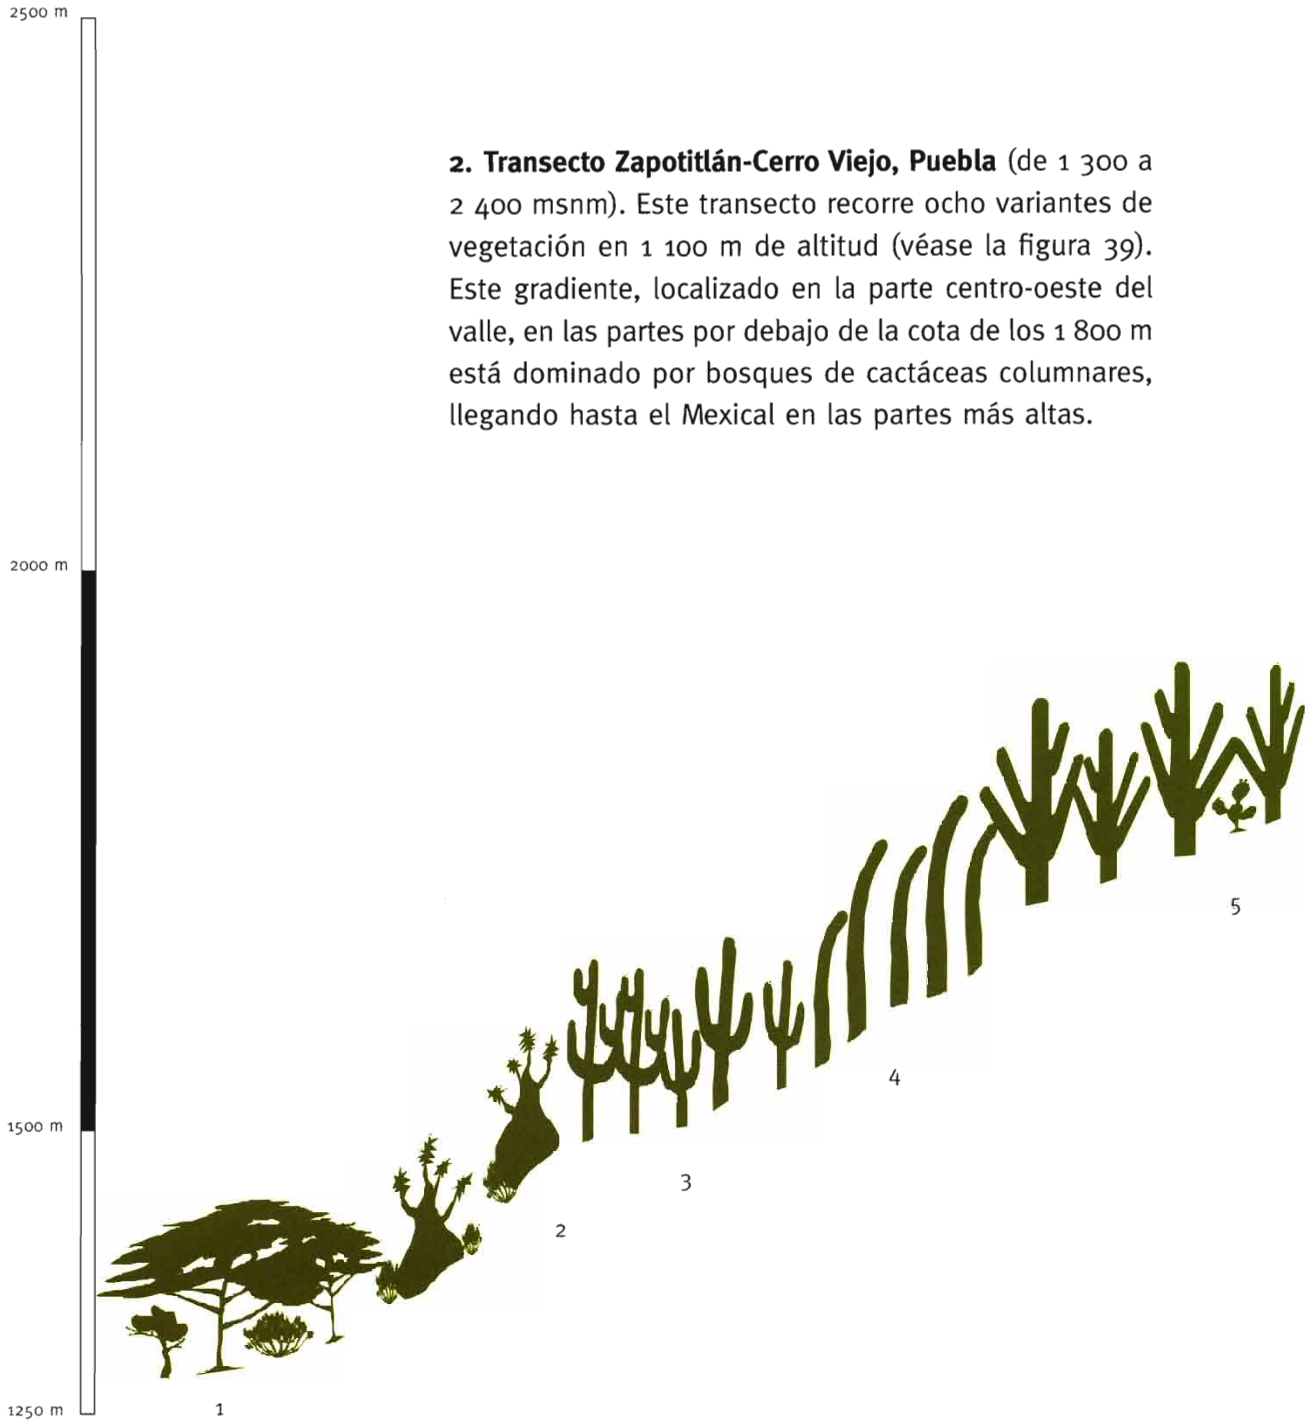 2500 m
2. Transecto Zapotitlán-Cerro Viejo, Puebla (de 1 300 a
2 400 msnm). Este transecto recorre ocho variantes de
vegetación en 1 100 m de altitud (véase la figura 39).
Este gradiente, localizado en la parte centro-oeste del
valle, en las partes por debajo de la cota de los 1 800 m
está dominado por bosques de cactáceas columnares,
llegando hasta el Mexical en las partes más altas.
2000 m
5
4
1500 m
3
2
1250 m
1